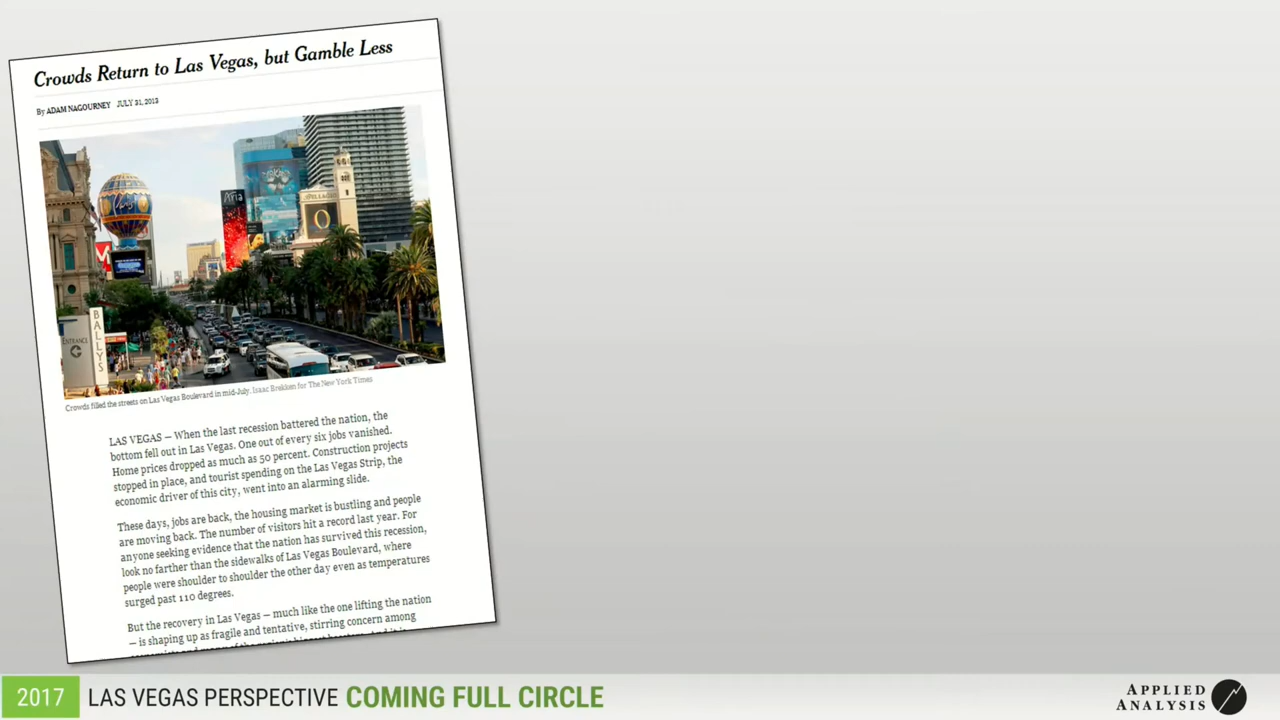 Crowds Return to Las Vegas, but Gamble Less
By ADAM NAGOURNEY JULY 31, 2013
Paris
Aria
BELLAGIO
O
M
BALLYS
ENTRANCE
Crowds filled the streets on Las Vegas Boulevard in mid-July. Isaac Brekken for The New York Times
LAS VEGAS — When the last recession battered the nation, the
bottom fell out in Las Vegas. One out of every six jobs vanished.
Home prices dropped as much as 50 percent. Construction projects
stopped in place, and tourist spending on the Las Vegas Strip, the
economic driver of this city, went into an alarming slide.
These days, jobs are back, the housing market is bustling and people
are moving back. The number of visitors hit a record last year. For
anyone seeking evidence that the nation has survived this recession,
look no farther than the sidewalks of Las Vegas Boulevard, where
people were shoulder to shoulder the other day even as temperatures
surged past 110 degrees.
But the recovery in Las Vegas — much like the one lifting the nation
— is shaping up as fragile and tentative, stirring concern among
2017 LAS VEGAS PERSPECTIVE COMING FULL CIRCLE
APPLIED
ANALYSIS